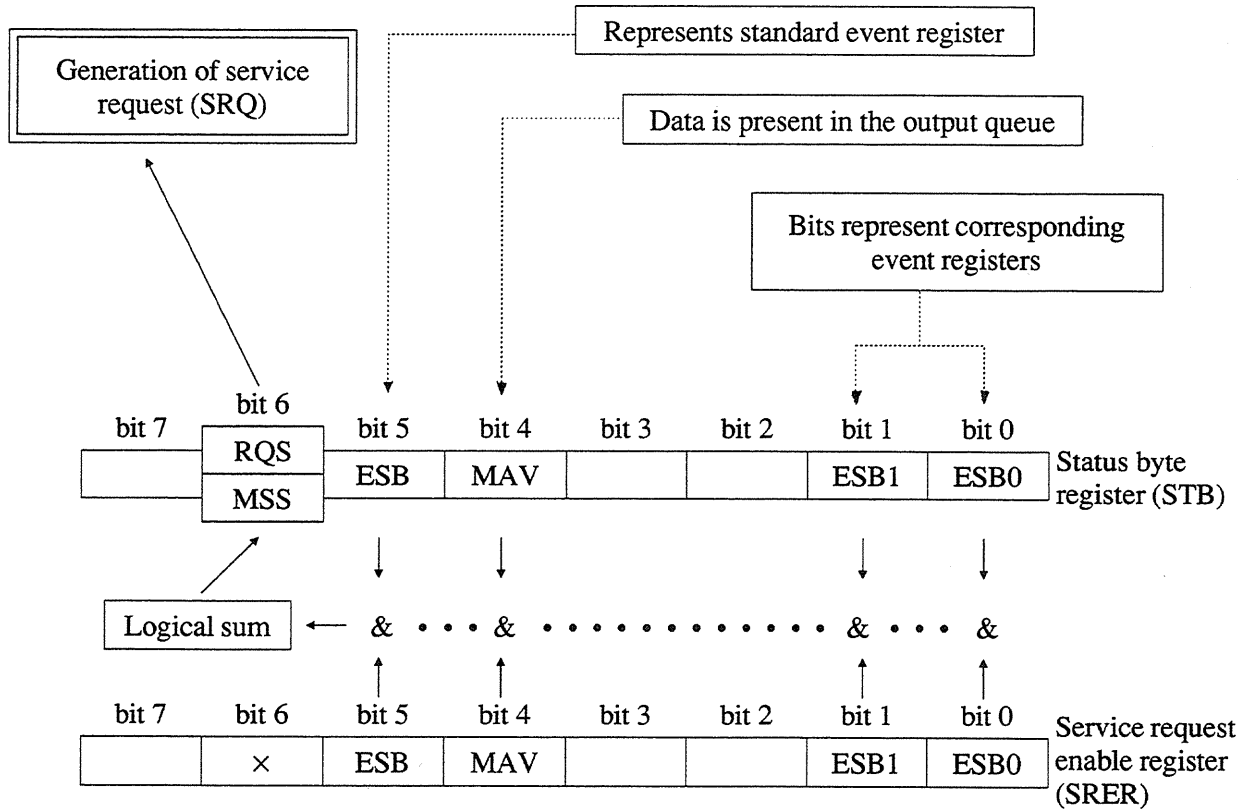 Represents standard event register
Generation of service
request (SRQ)
Data is present in the output queue
Bits represent corresponding
event registers
bit 7 bit 6 bit 5 bit 4 bit 3 bit 2 bit 1 bit 0
RQS
MSS
ESB MAV ESB1 ESB0
Status byte
register (STB)
Logical sum & & & &
bit 7 bit 6 bit 5 bit 4 bit 3 bit 2 bit 1 bit 0
× ESB MAV ESB1 ESB0
Service request
enable register
(SRER)